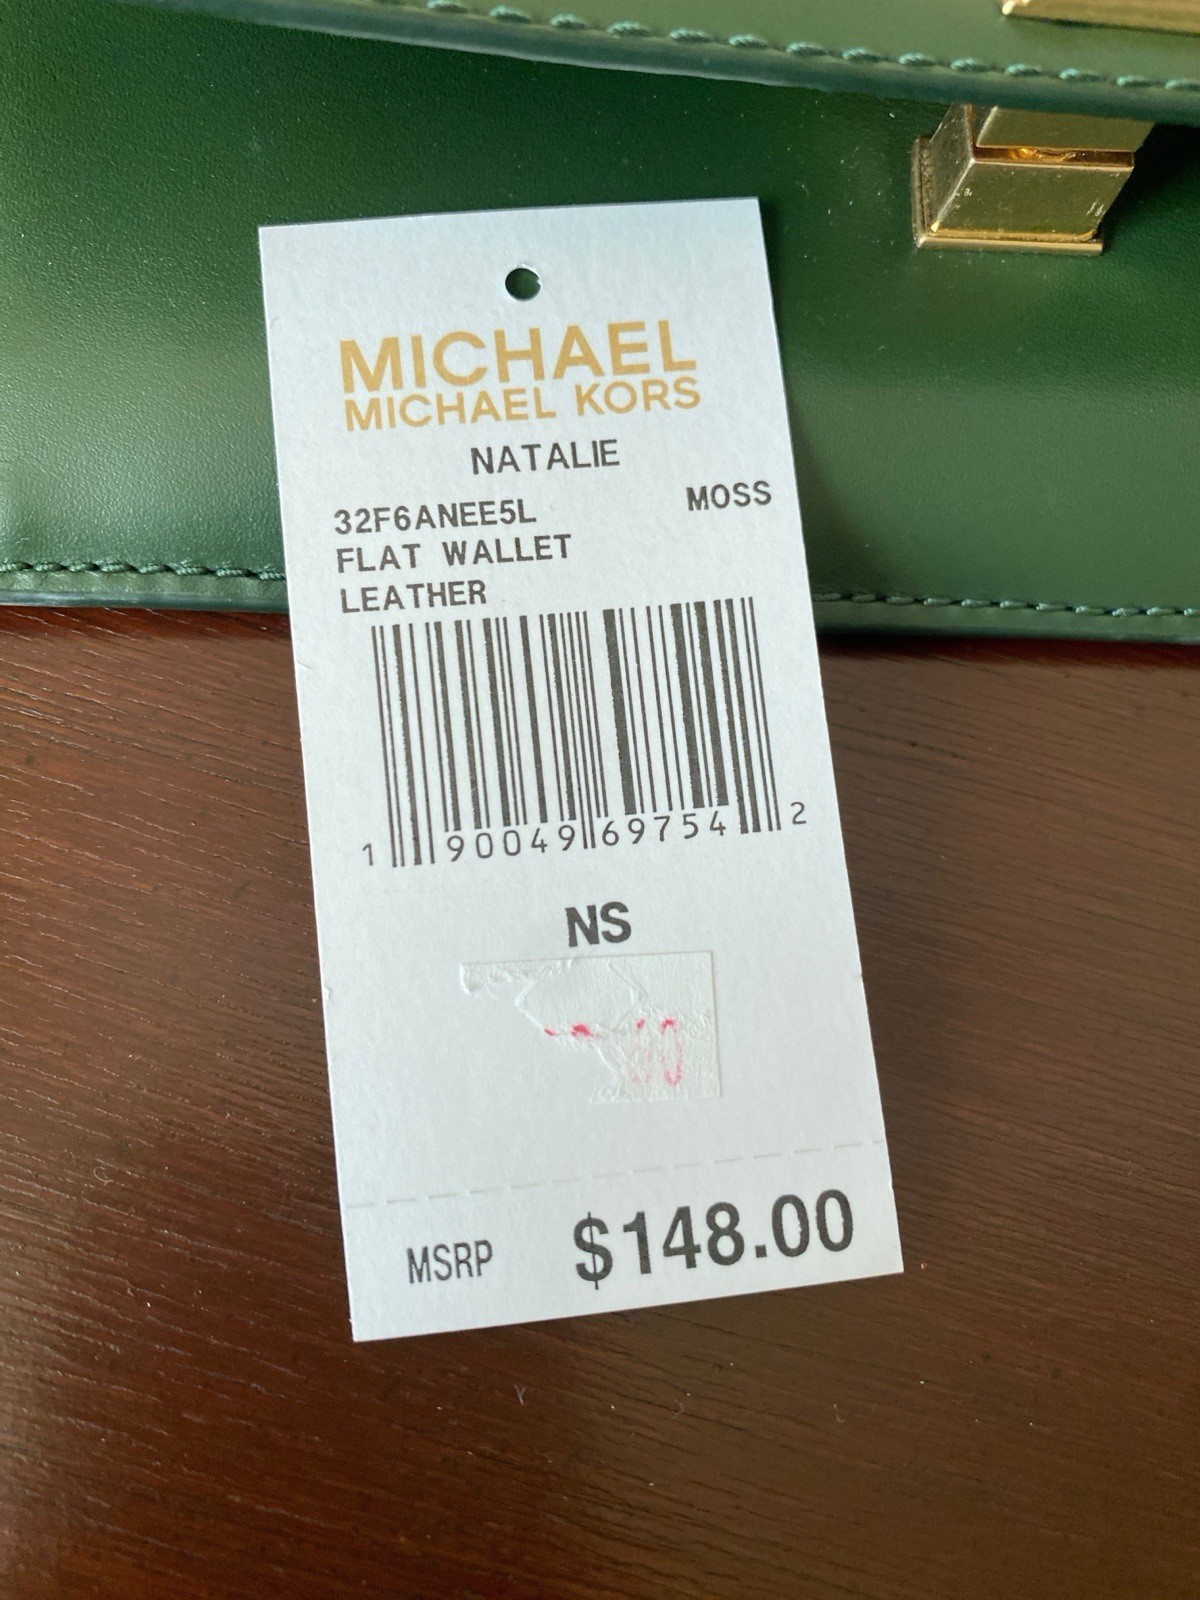 MICHAEL
MICHAEL KORS
NATALIE
32F6ANEE5L MOSS
FLAT WALLET
LEATHER
1 90049 69754 2
NS
MSRP $148.00